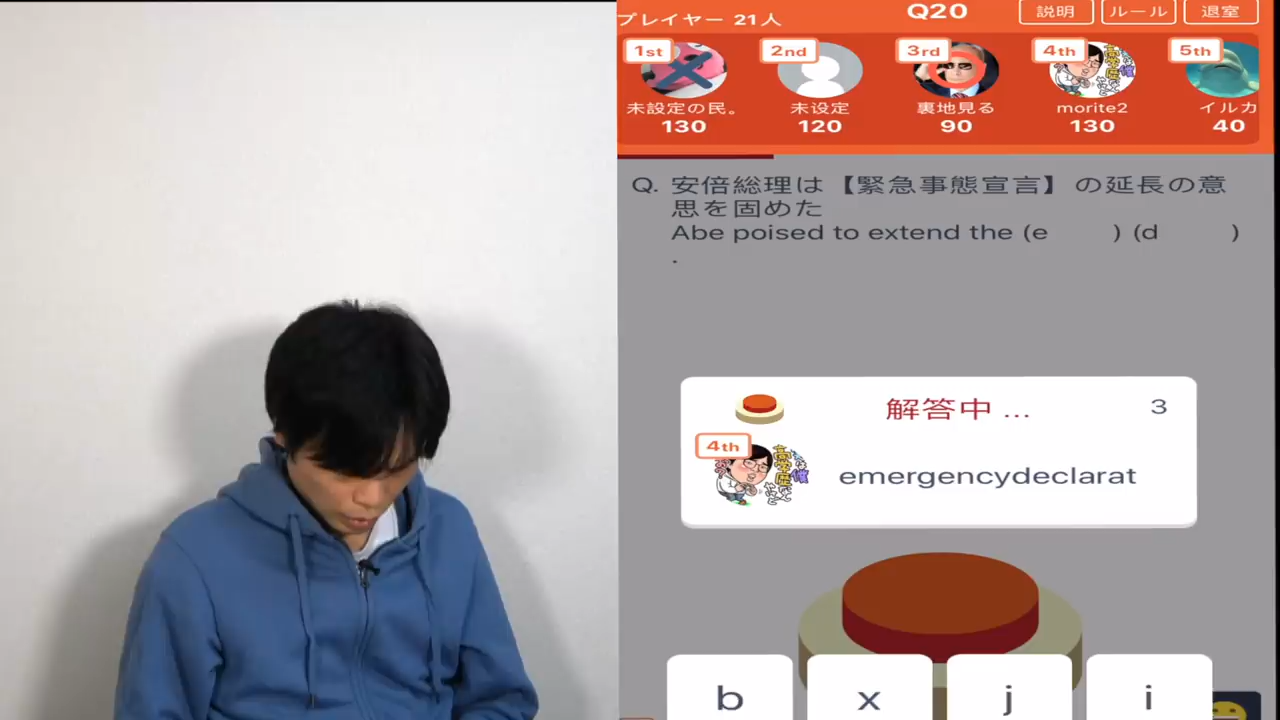 プレイヤー 21人
Q20
説明
ルール
退室
1st
2nd
3rd
4th
5th
未設定の民。
未设定
裏地見る
morite2
イルカ
130
120
90
130
40
Q. 安倍総理は【緊急事態宣言】の延長の意
思を固めた
Abe poised to extend the (e ) (d )
.
解答中 ...
3
4th
emergencydeclarat
b
x
j
i